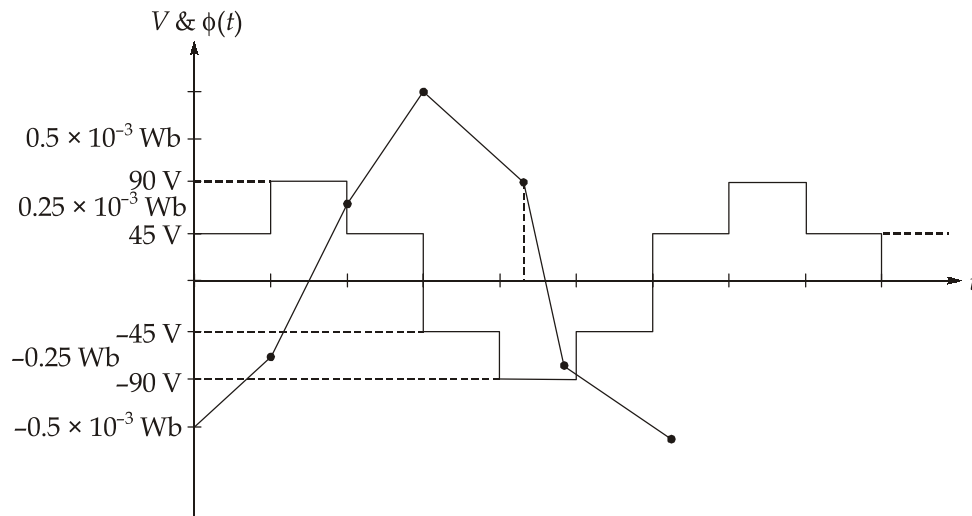 V & ϕ(t)
0.5 × 10⁻³ Wb
90 V
0.25 × 10⁻³ Wb
45 V
t
–45 V
–0.25 Wb
–90 V
–0.5 × 10⁻³ Wb